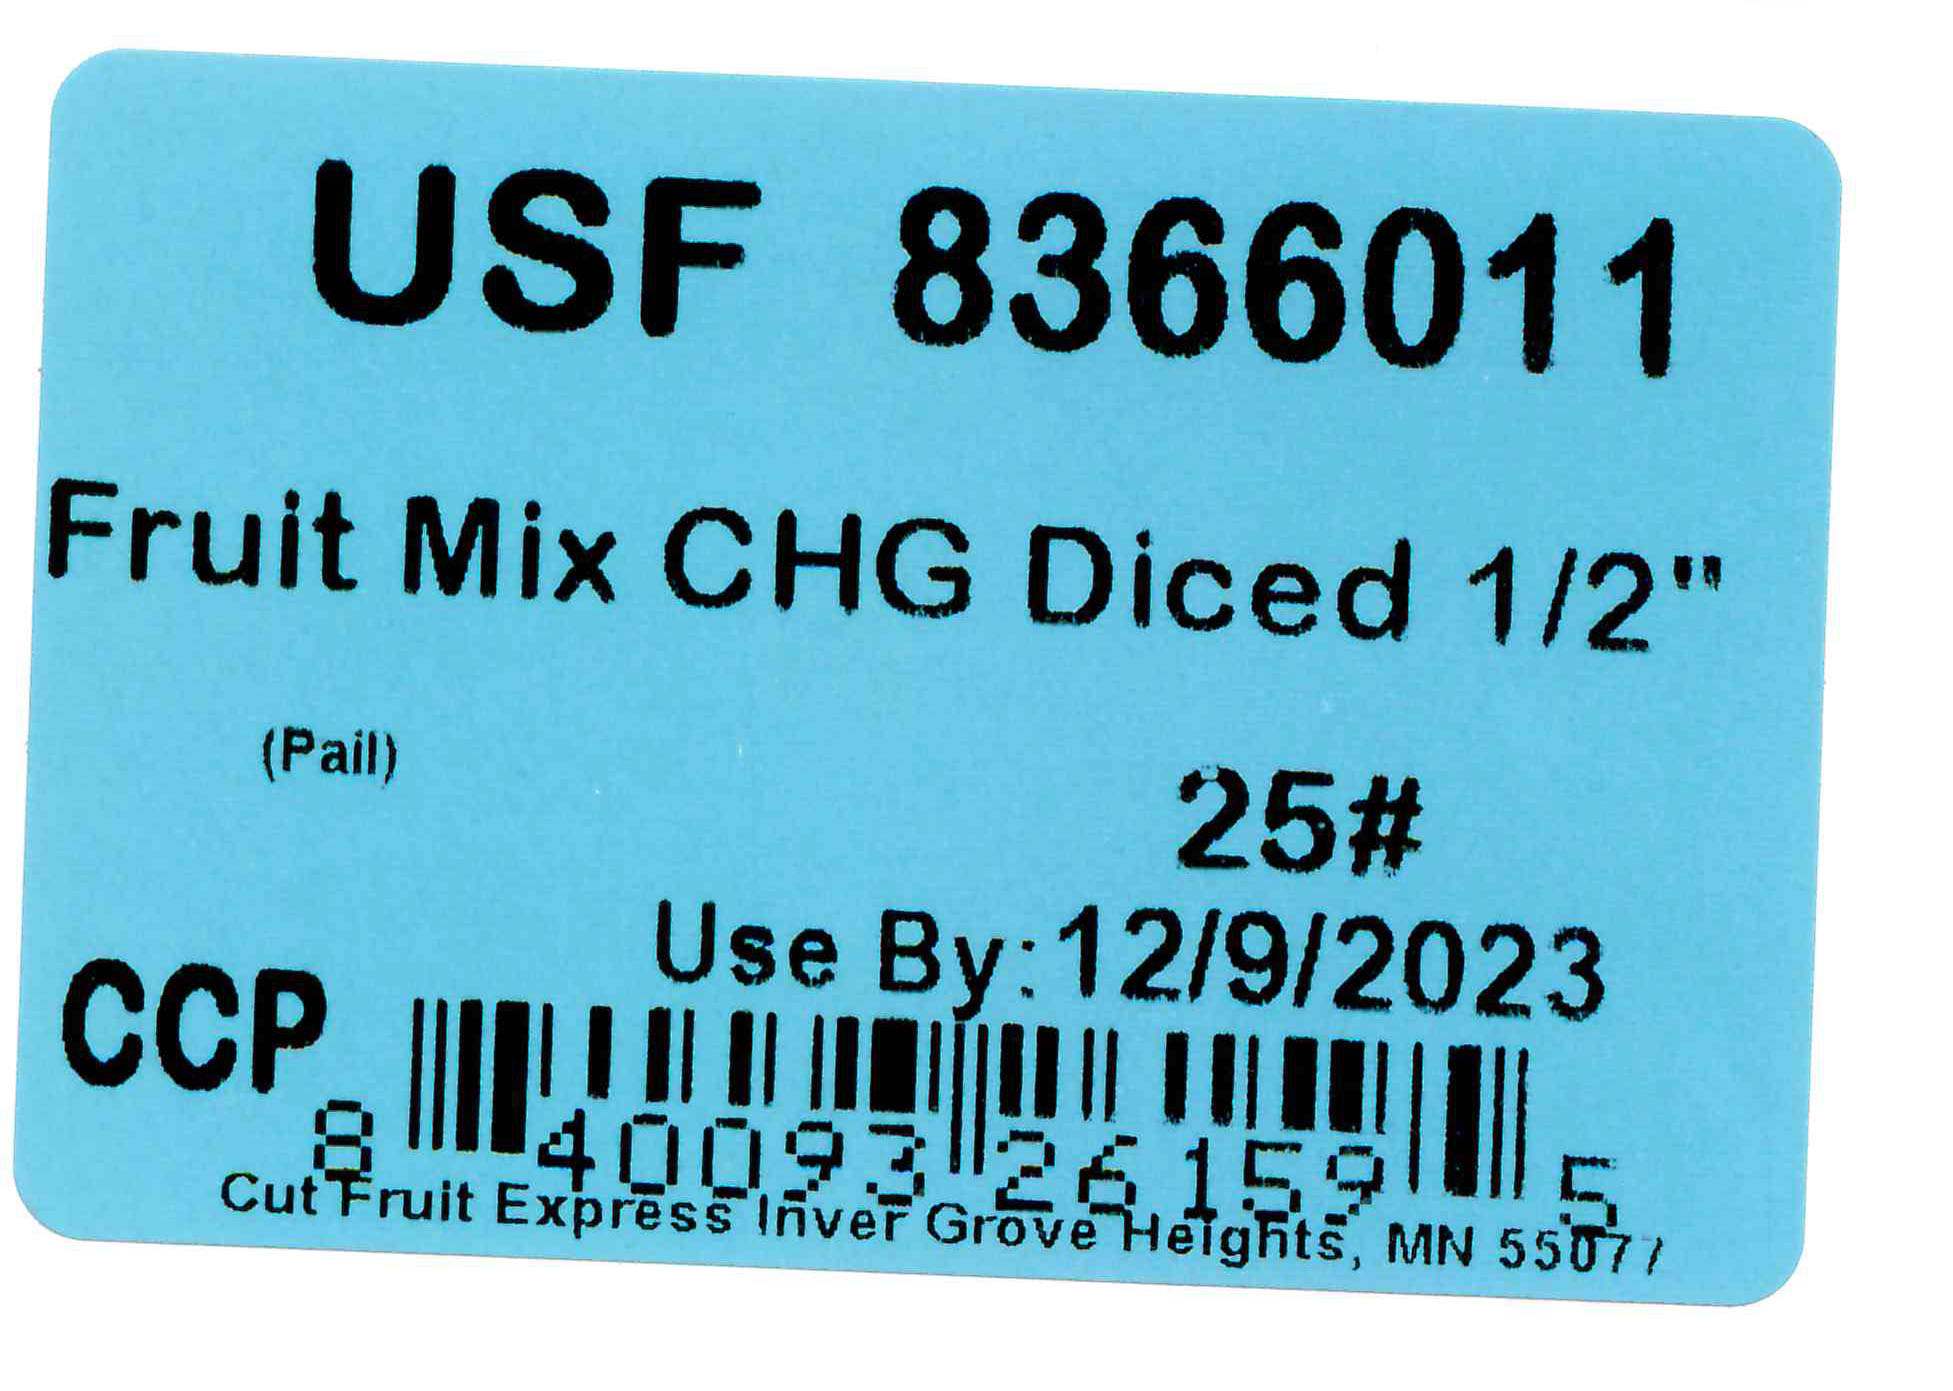 USF 8366011
Fruit Mix CHG Diced 1/2"
(Pail)
25#
Use By:12/9/2023
CCP
8 40093 26159 5
Cut Fruit Express Inver Grove Heights, MN 55077